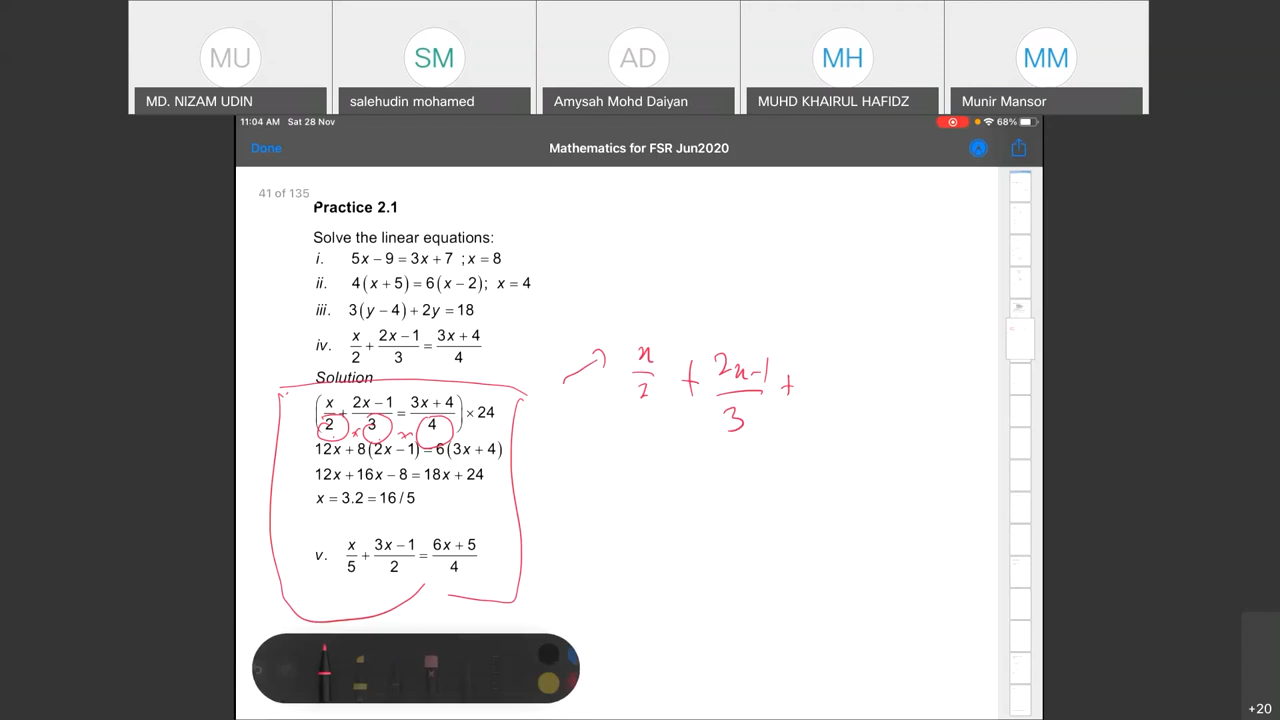 MU SM AD MH MM
MD. NIZAM UDIN salehudin mohamed Amysah Mohd Daiyan MUHD KHAIRUL HAFIDZ Munir Mansor
11:04 AM Sat 28 Nov 68%
Done Mathematics for FSR Jun2020
41 of 135
Practice 2.1
Solve the linear equations:
i. 5x − 9 = 3x + 7 ; x = 8
ii. 4(x + 5) = 6(x − 2); x = 4
iii. 3(y − 4) + 2y = 18
iv. x/2 + (2x − 1)/3 = (3x + 4)/4
Solution
(x/2 + (2x − 1)/3 = (3x + 4)/4) × 24
12x + 8(2x − 1) = 6(3x + 4)
12x + 16x − 8 = 18x + 24
x = 3.2 = 16 / 5
v. x/5 + (3x − 1)/2 = (6x + 5)/4
x/2 + (2x-1)/3 +
+20